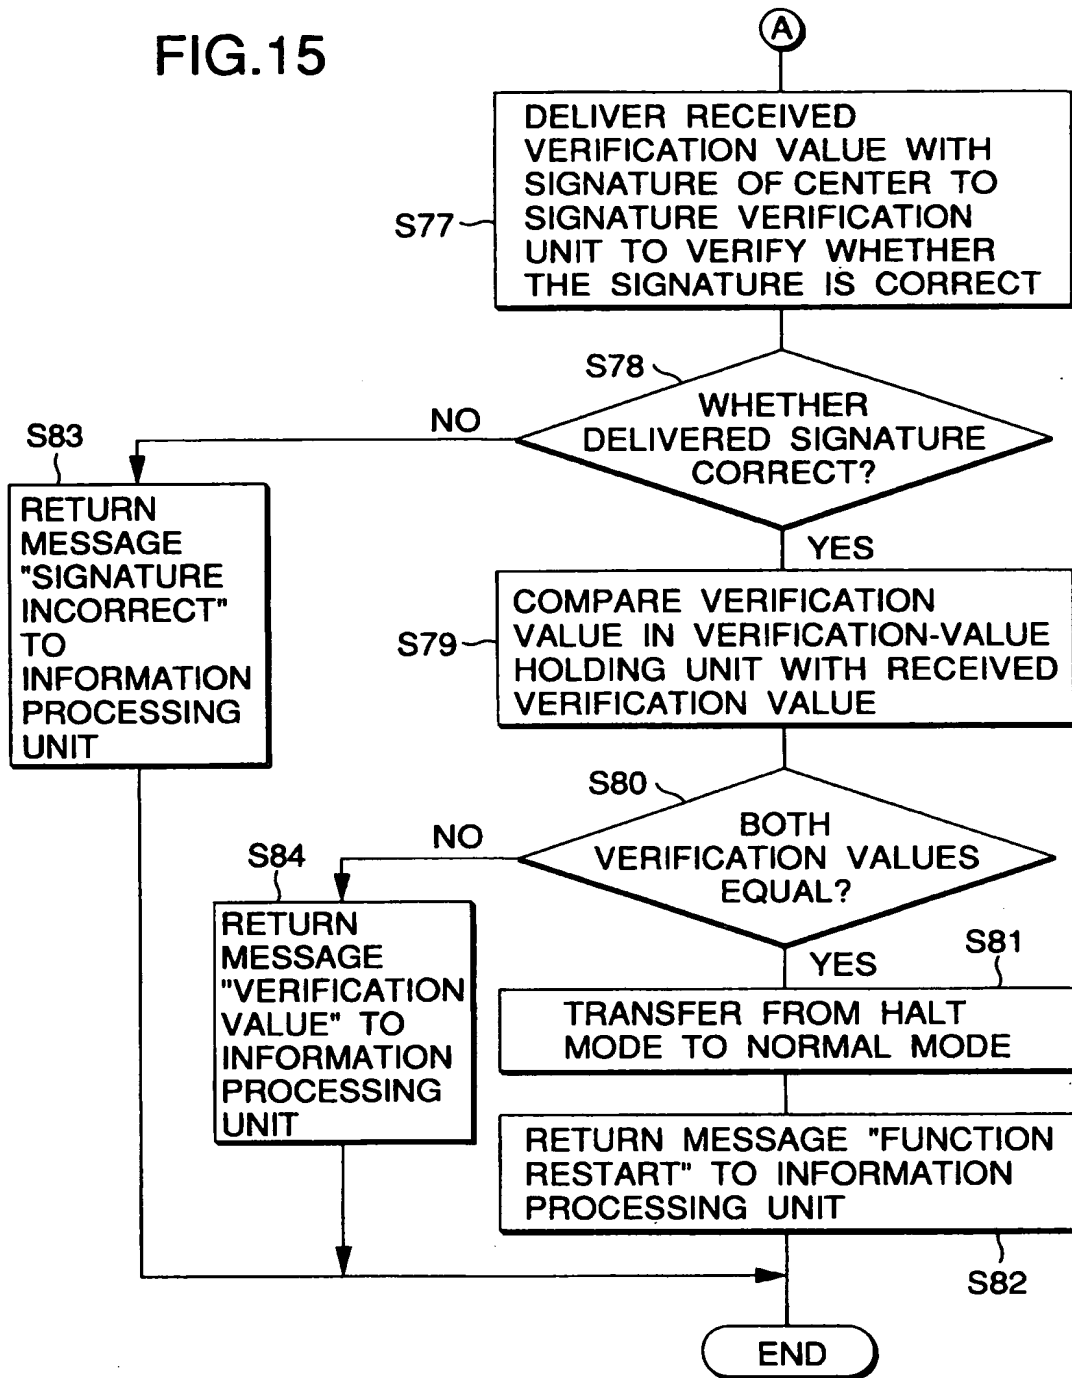 FIG.15
A
DELIVER RECEIVED
VERIFICATION VALUE WITH
SIGNATURE OF CENTER TO
SIGNATURE VERIFICATION
UNIT TO VERIFY WHETHER
THE SIGNATURE IS CORRECT
S77
S78
WHETHER
DELIVERED SIGNATURE
CORRECT?
NO
YES
S83
RETURN
MESSAGE
"SIGNATURE
INCORRECT"
TO
INFORMATION
PROCESSING
UNIT
S79
COMPARE VERIFICATION
VALUE IN VERIFICATION-VALUE
HOLDING UNIT WITH RECEIVED
VERIFICATION VALUE
S80
BOTH
VERIFICATION VALUES
EQUAL?
NO
YES
S84
RETURN
MESSAGE
"VERIFICATION
VALUE" TO
INFORMATION
PROCESSING
UNIT
S81
TRANSFER FROM HALT
MODE TO NORMAL MODE
RETURN MESSAGE "FUNCTION
RESTART" TO INFORMATION
PROCESSING UNIT
S82
END